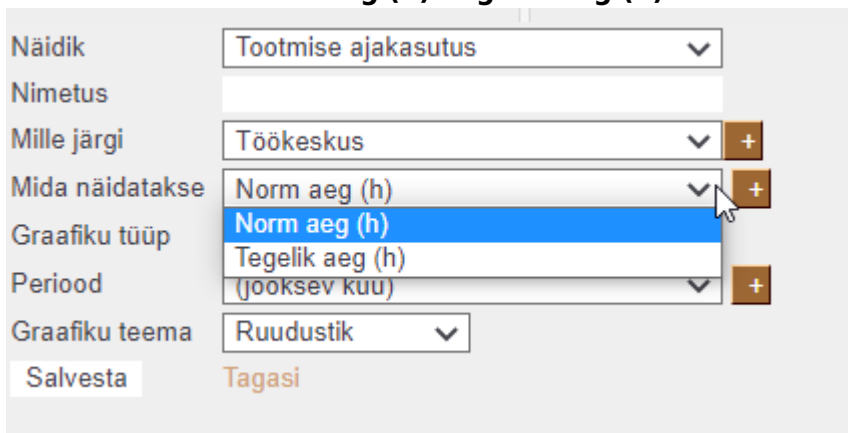 Näidik Tootmise ajakasutus
Nimetus
Mille järgi Töökeskus +
Mida näidatakse Norm aeg (h) +
Norm aeg (h)
Graafiku tüüp
Tegelik aeg (h)
Periood (jooksev kuu) +
Graafiku teema Ruudustik
Salvesta Tagasi